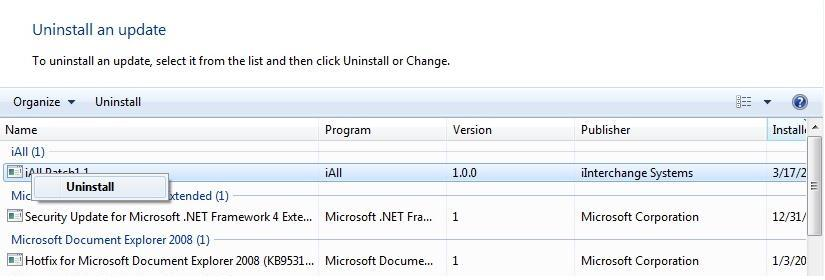 Uninstall an update
To uninstall an update, select it from the list and then click Uninstall or Change.
Organize Uninstall
Name Program Version Publisher Installe
iAll (1)
iAll Patch1.1 iAll 1.0.0 iInterchange Systems 3/17/2
Uninstall
Mic xtended (1)
Security Update for Microsoft .NET Framework 4 Exte... Microsoft .NET Fra... 1 Microsoft Corporation 12/31/
Microsoft Document Explorer 2008 (1)
Hotfix for Microsoft Document Explorer 2008 (KB9531... Microsoft Docume... 1 Microsoft Corporation 1/3/20